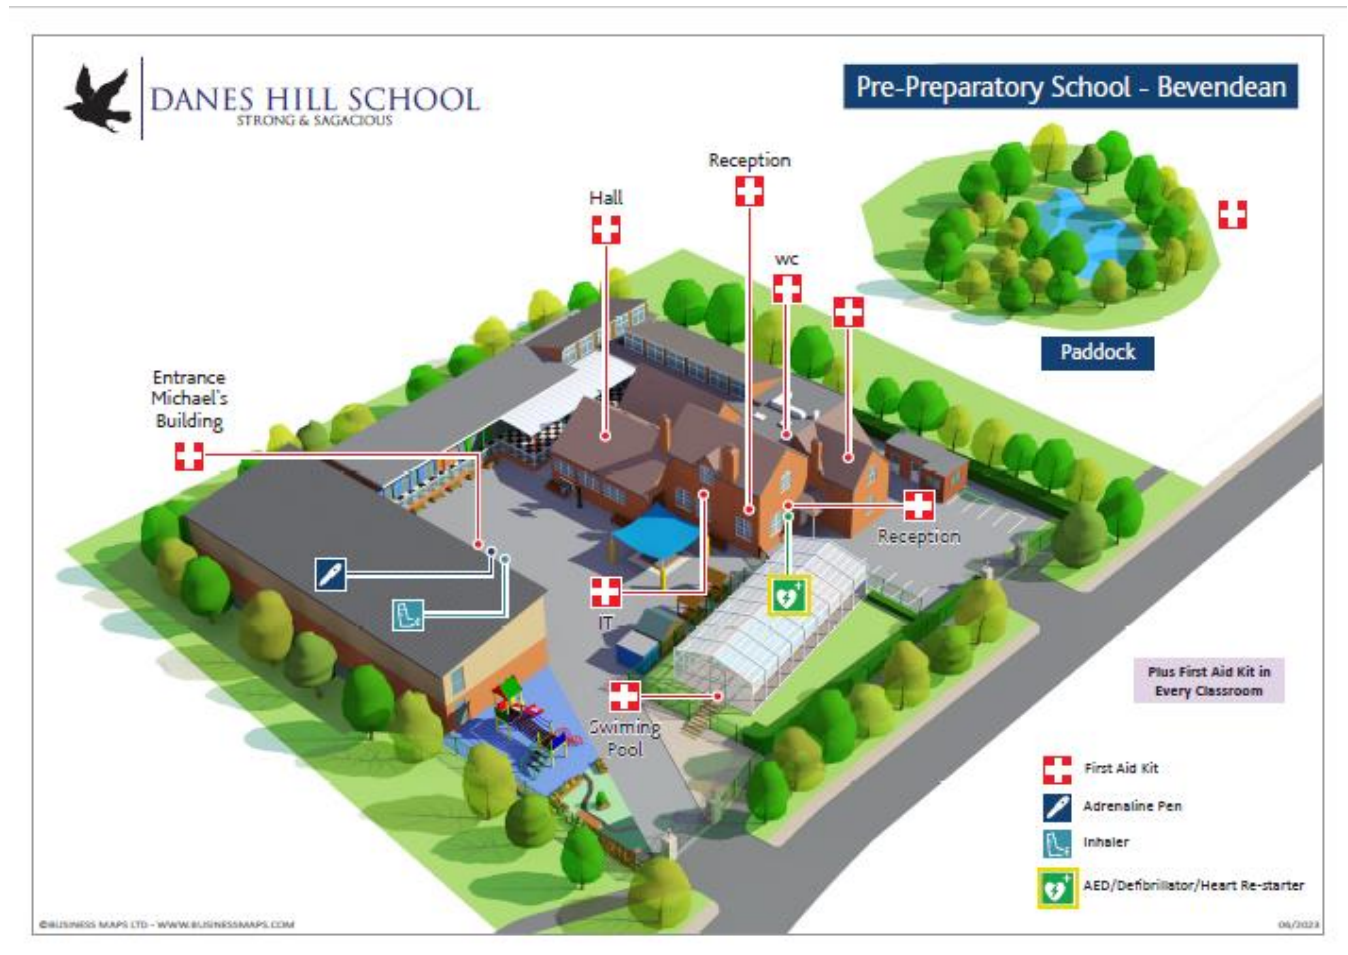 DANES HILL SCHOOL
STRONG & SAGACIOUS
Pre-Preparatory School - Bevendean
Reception
Hall
wc
Paddock
Entrance
Michael's
Building
Reception
IT
Swiming
Pool
Plus First Aid Kit in
Every Classroom
First Aid Kit
Adrenaline Pen
Inhaler
AED/Defibrillator/Heart Re-starter
©BUSINESS MAPS LTD - WWW.BUSINESSMAPS.COM
06/2023